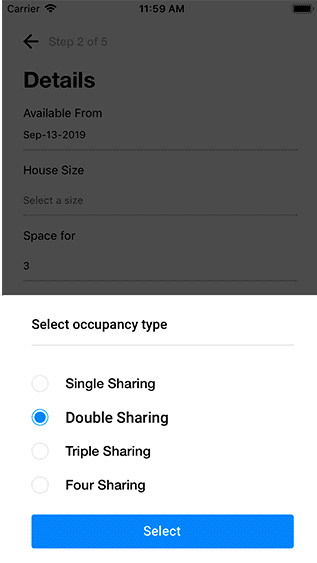 Carrier 11:59 AM
Step 2 of 5
Details
Available From
Sep-13-2019
House Size
Select a size
Space for
3
Select occupancy type
Single Sharing
Double Sharing
Triple Sharing
Four Sharing
Select